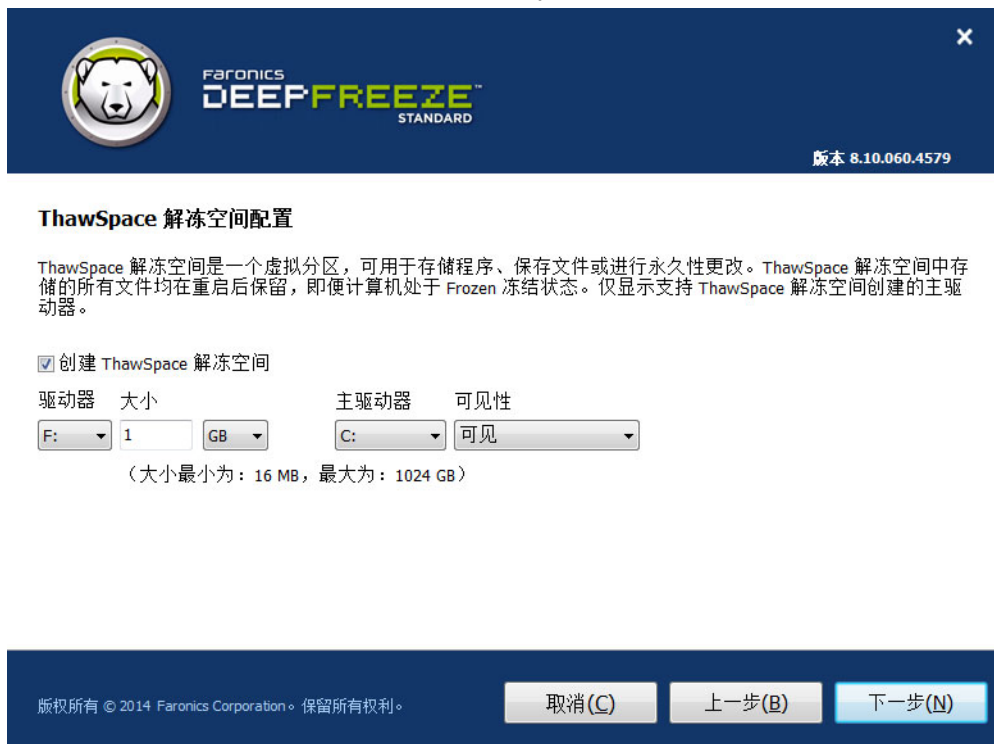 Faronics
DEEPFREEZE™
STANDARD
版本 8.10.060.4579
ThawSpace 解冻空间配置
ThawSpace 解冻空间是一个虚拟分区，可用于存储程序、保存文件或进行永久性更改。ThawSpace 解冻空间中存
储的所有文件均在重启后保留，即便计算机处于 Frozen 冻结状态。仅显示支持 ThawSpace 解冻空间创建的主驱
动器。
创建 ThawSpace 解冻空间
驱动器 大小 主驱动器 可见性
F: 1 GB C: 可见
（大小最小为：16 MB，最大为：1024 GB）
版权所有 © 2014 Faronics Corporation。保留所有权利。
取消(C) 上一步(B) 下一步(N)